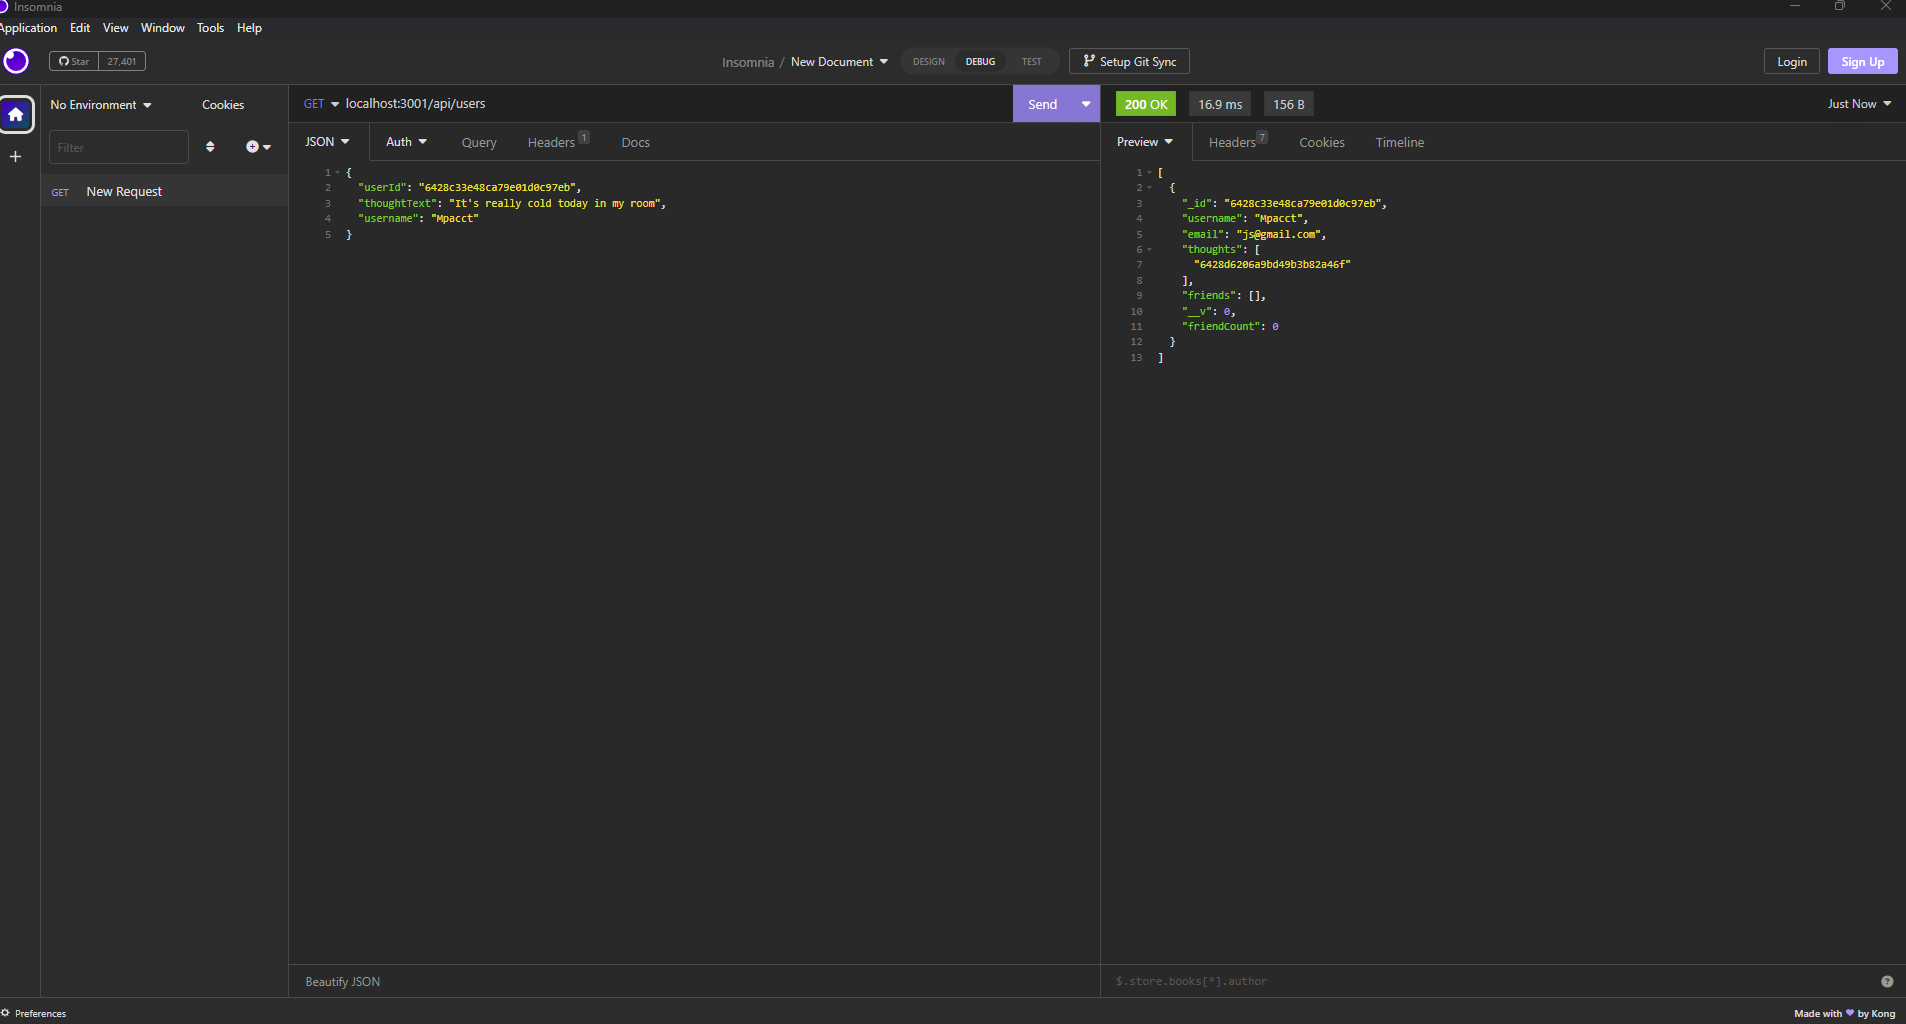 Insomnia
Application Edit View Window Tools Help
Star 27,401
Insomnia / New Document
DESIGN DEBUG TEST
Setup Git Sync
Login
Sign Up
No Environment
Cookies
Filter
GET New Request
GET localhost:3001/api/users
Send
JSON Auth Query Headers 1 Docs
1 {
2 "userId": "6428c33e48ca79e01d0c97eb",
3 "thoughtText": "It's really cold today in my room",
4 "username": "Mpacct"
5 }
Beautify JSON
200 OK 16.9 ms 156 B
Just Now
Preview Headers 7 Cookies Timeline
1 [
2 {
3 "_id": "6428c33e48ca79e01d0c97eb",
4 "username": "Mpacct",
5 "email": "js@gmail.com",
6 "thoughts": [
7 "6428d6206a9bd49b3b82a46f"
8 ],
9 "friends": [],
10 "__v": 0,
11 "friendCount": 0
12 }
13 ]
$.store.books[*].author
?
Preferences
Made with ♥ by Kong